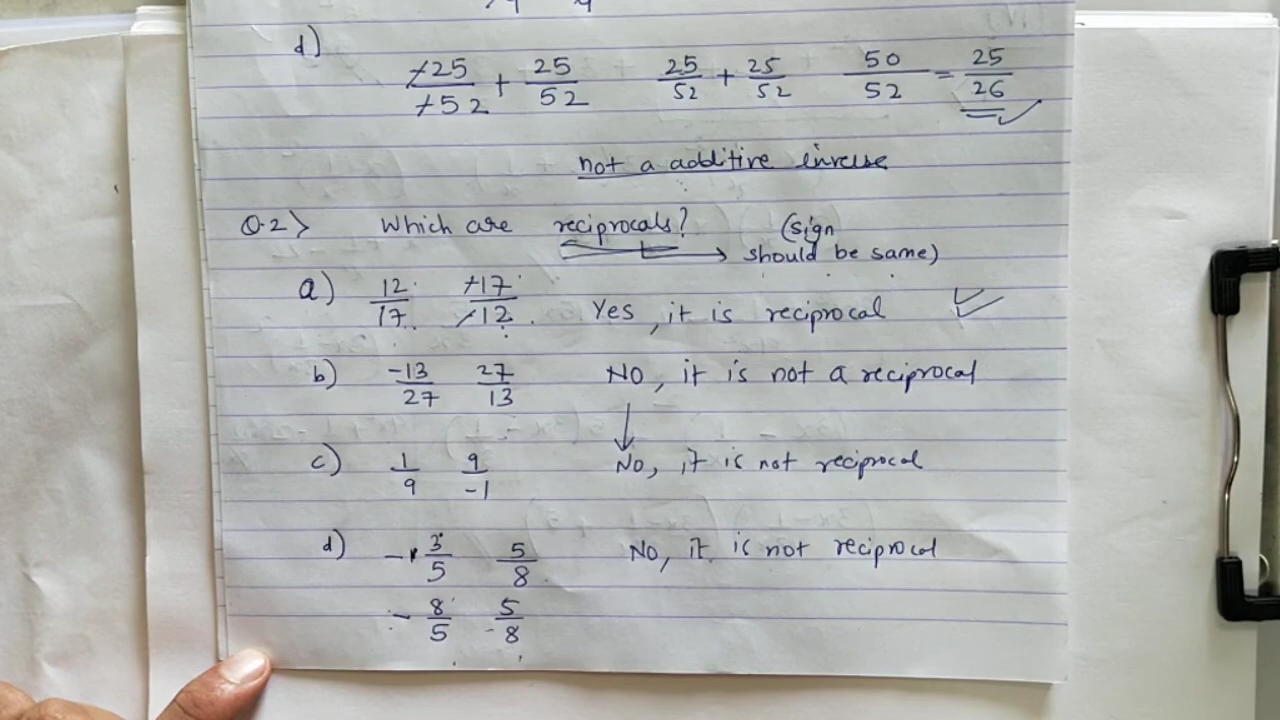 d)
-25/-52 + 25/52   25/52 + 25/52   50/52 = 25/26
not a additive inverse
Q.2> Which are reciprocals? (sign
should be same)
a) 12/17   -17/-12   Yes, it is reciprocal
b) -13/27   27/13   NO, it is not a reciprocal
c) 1/9   9/-1   No, it is not reciprocal
d) -1 3/5   5/8   No, it is not reciprocal
- 8/5   5/-8